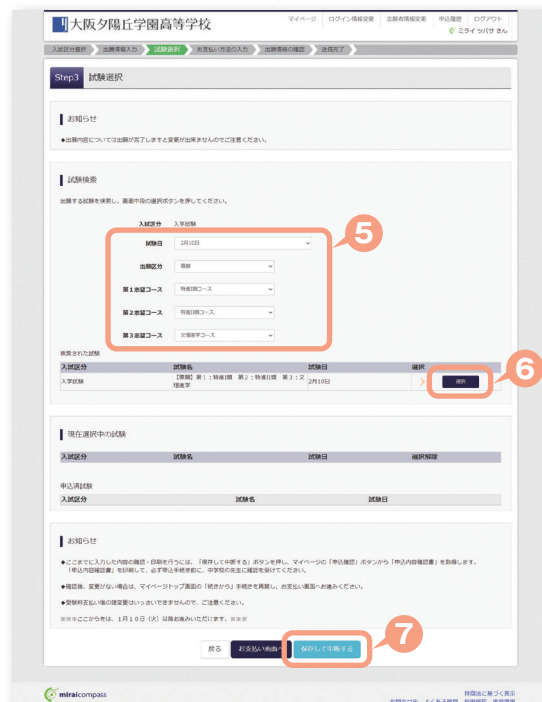 大阪夕陽丘学園高等学校
マイページ ログイン情報変更 志願者情報変更 申込履歴 ログアウト
ミライ ツバサ さん
入試区分選択 出願情報入力 試験選択 お支払い方法の入力 出願情報の確認 送信完了
Step3 試験選択
お知らせ
◆出願内容については出願が完了しますと変更が出来ませんのでご注意ください。
試験検索
出願する試験を検索し、画面中段の選択ボタンを押してください。
入試区分 入学試験
試験日 2月10日
出願区分 専願
第1志望コース 特進I類コース
第2志望コース 特進II類コース
第3志望コース 文理進学コース
5
検索された試験
入試区分 試験名 試験日 選択
入学試験 【専願】第1:特進I類 第2:特進II類 第3:文理進学 2月10日 選択
6
現在選択中の試験
入試区分 試験名 試験日 選択解除
申込済試験
入試区分 試験名 試験日
お知らせ
◆ここまでに入力した内容の確認・印刷を行うには、「保存して中断する」ボタンを押し、マイページの「申込確認」ボタンから「申込内容確認書」を取得します。
「申込内容確認書」を印刷して、必ず申込手続き前に、中学校の先生に確認を受けてください。
◆確認後、変更がない場合は、マイページトップ画面の「続きから」手続きを再開し、お支払い画面へお進みください。
◆受験料支払い後の諸変更はいっさいできませんので、ご注意ください。
※※※ここから先は、1月10日(火)以降お進みいただけます。※※※
戻る お支払い画面へ 保存して中断する
7
miraicompass
特商法に基づく表示